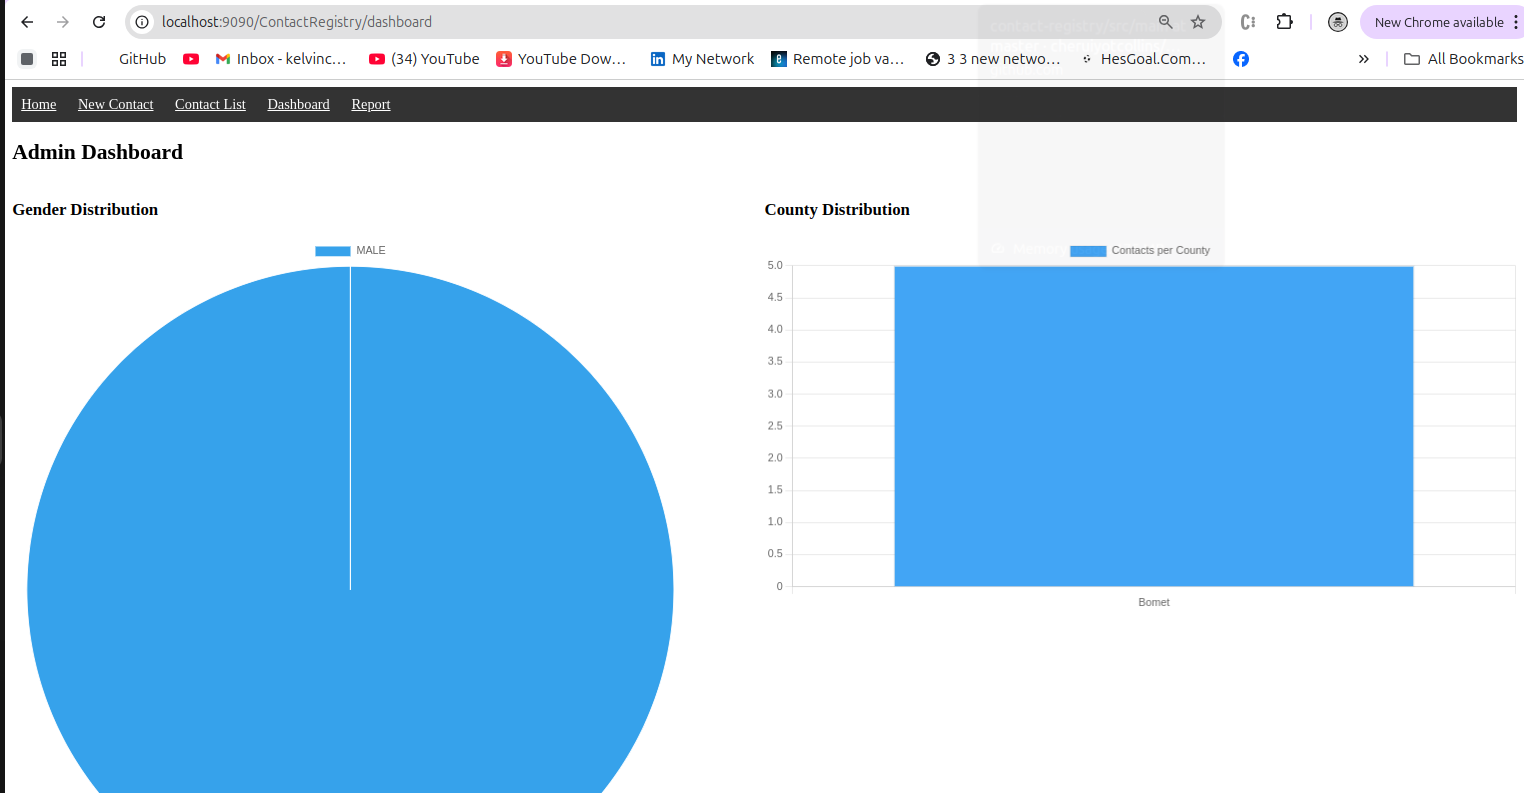 localhost:9090/ContactRegistry/dashboard
New Chrome available
GitHub
Inbox - kelvinc…
(34) YouTube
YouTube Dow…
My Network
Remote job va…
3 3 new netwo…
HesGoal.Com…
All Bookmarks
Home
New Contact
Contact List
Dashboard
Report
Admin Dashboard
Gender Distribution
MALE
County Distribution
Contacts per County
5.0
4.5
4.0
3.5
3.0
2.5
2.0
1.5
1.0
0.5
0
Bomet